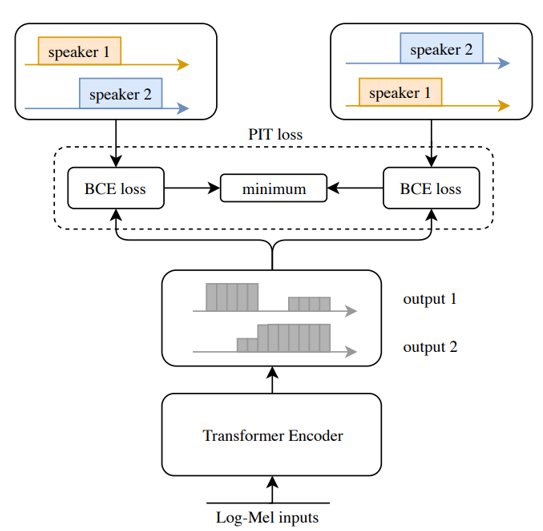 speaker 1
speaker 2
speaker 2
speaker 1
PIT loss
BCE loss
minimum
BCE loss
output 1
output 2
Transformer Encoder
Log-Mel inputs